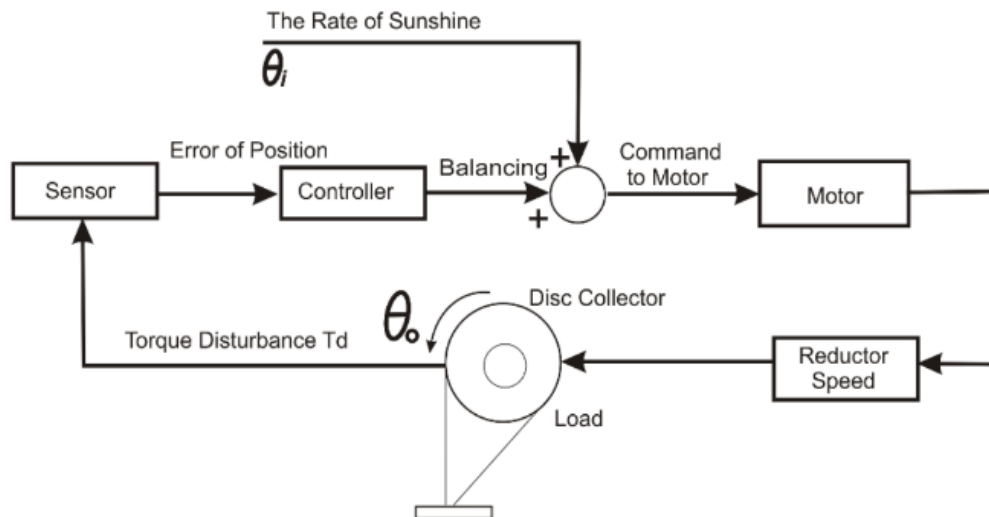 The Rate of Sunshine
θi
Error of Position
Sensor
Controller
Balancing
+
+
Command
to Motor
Motor
θo
Disc Collector
Torque Disturbance Td
Reductor
Speed
Load